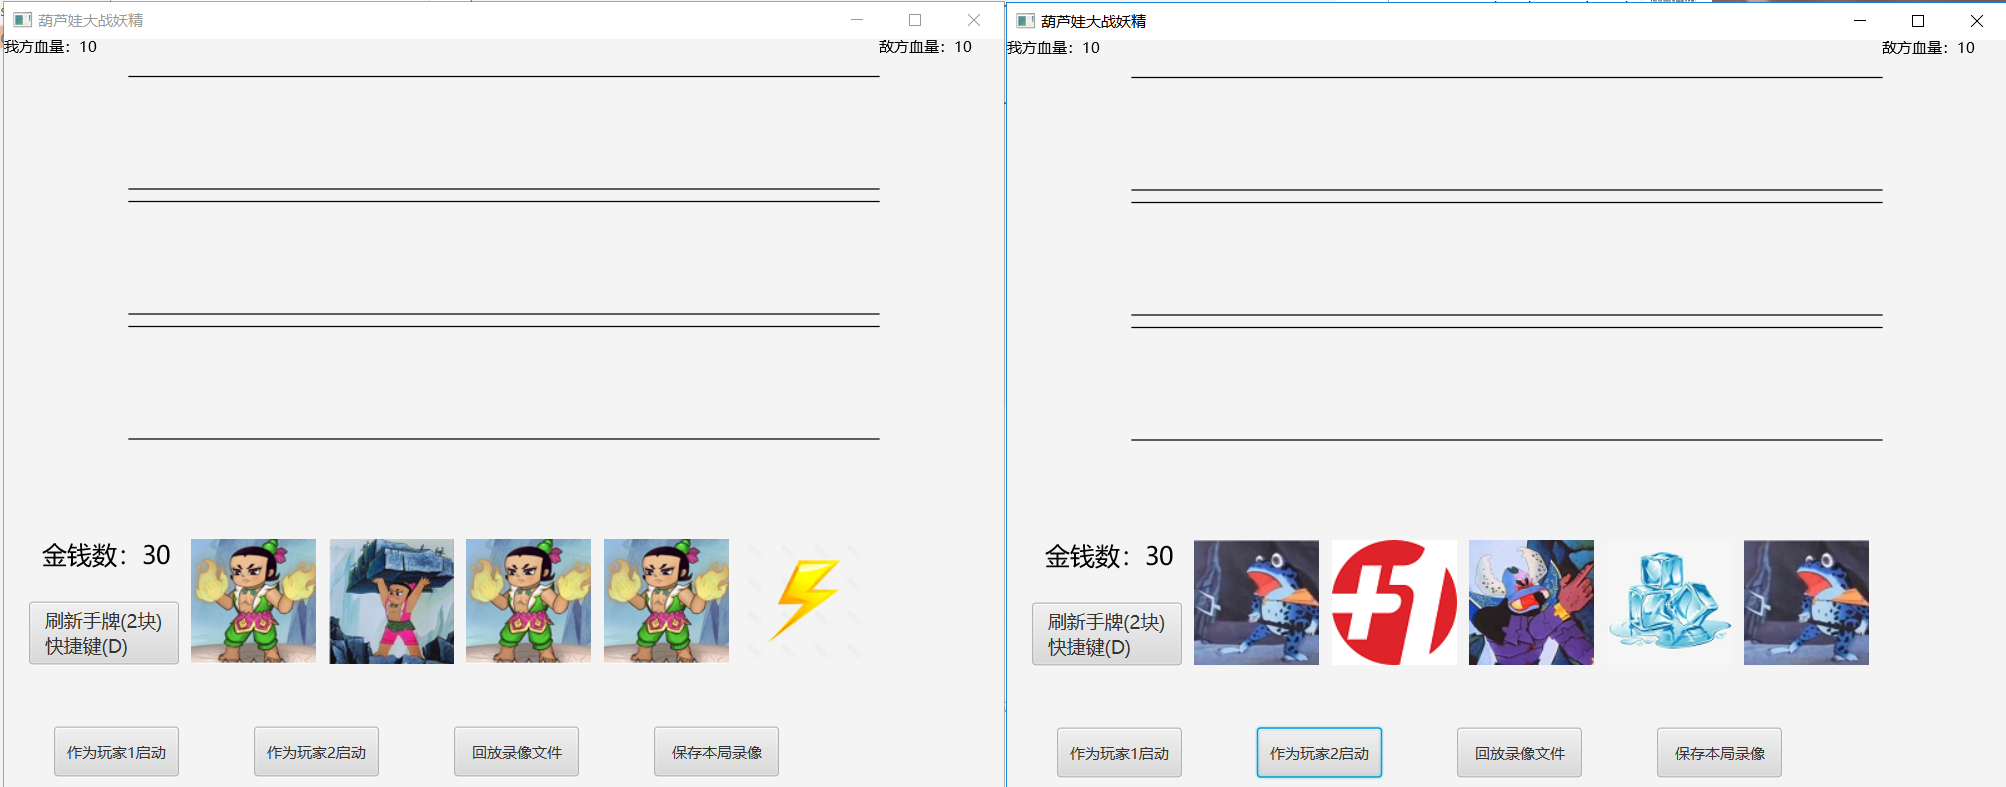 葫芦娃大战妖精
我方血量：10
敌方血量：10
金钱数：30
刷新手牌(2块)
快捷键(D)
作为玩家1启动
作为玩家2启动
回放录像文件
保存本局录像
葫芦娃大战妖精
我方血量：10
敌方血量：10
金钱数：30
刷新手牌(2块)
快捷键(D)
+51
作为玩家1启动
作为玩家2启动
回放录像文件
保存本局录像